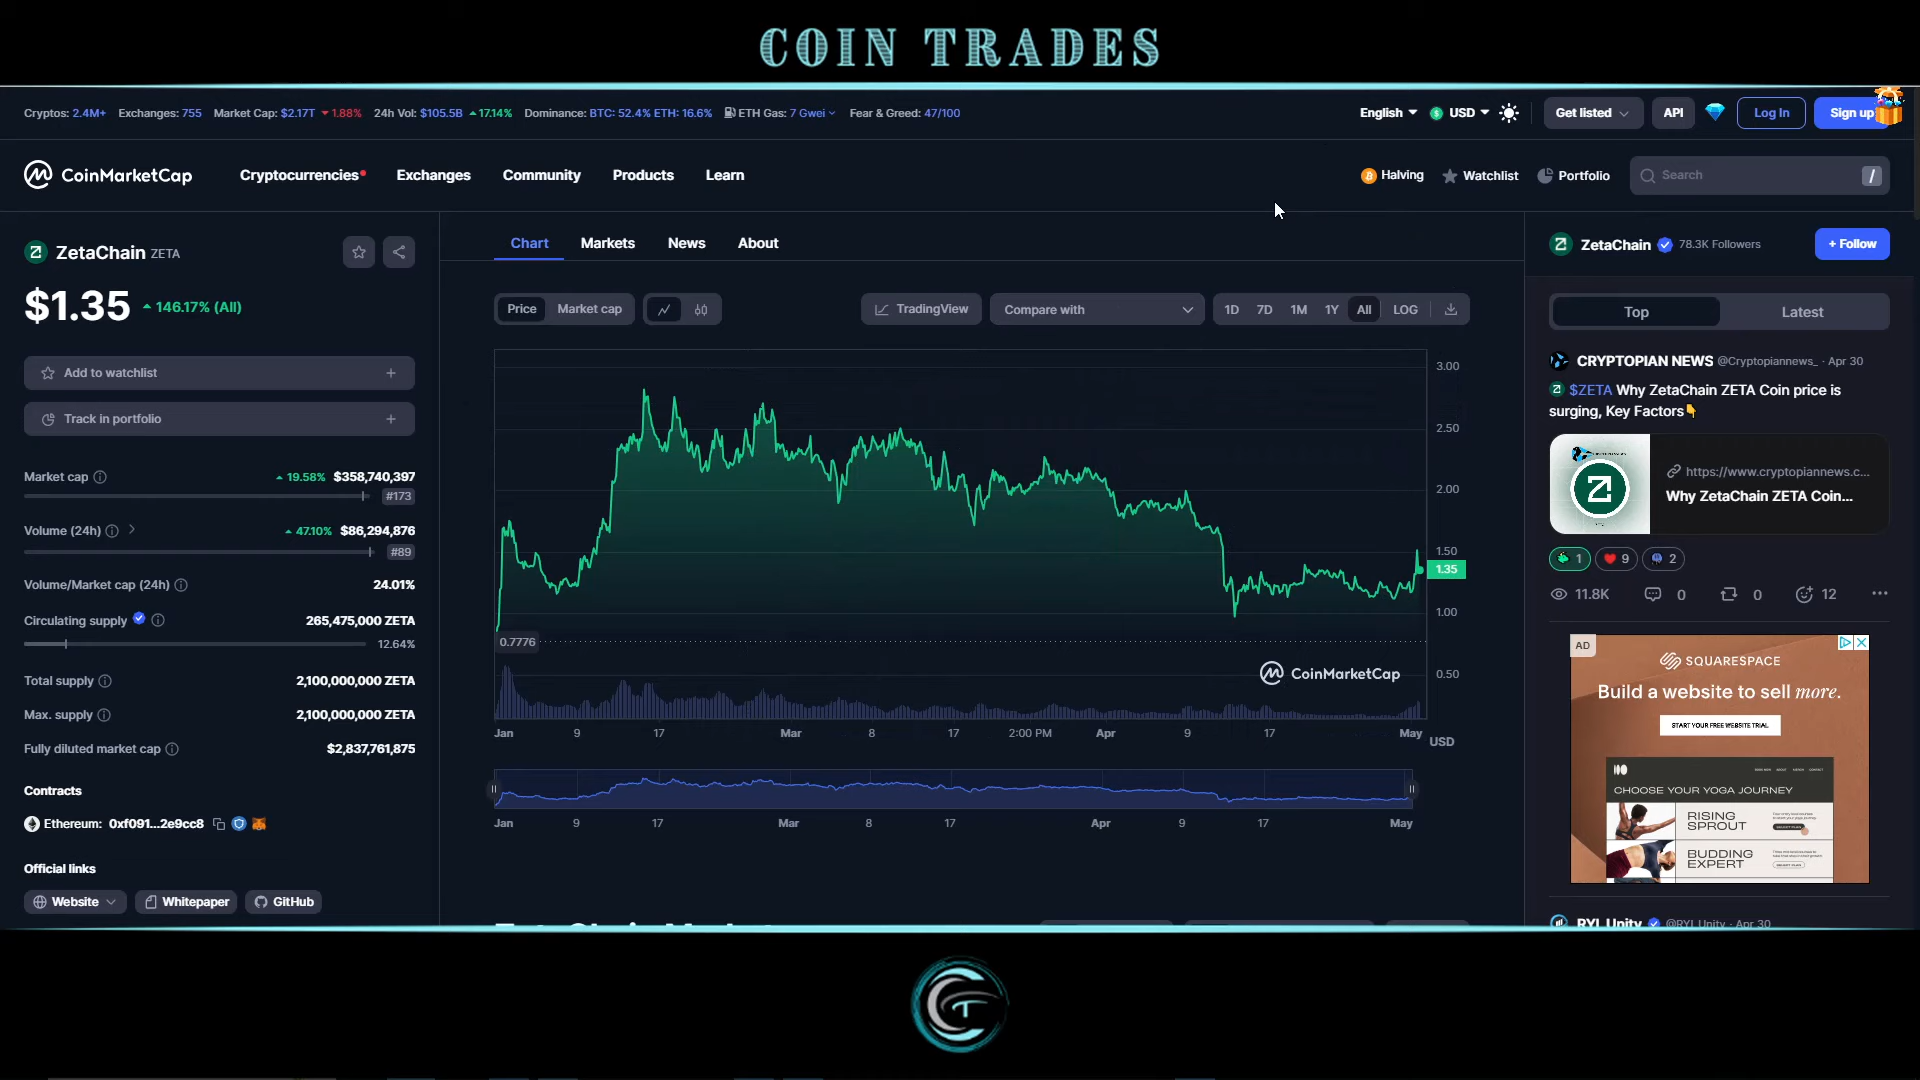 COIN TRADES
Cryptos: 2.4M+ Exchanges: 755 Market Cap: $2.17T 1.88% 24h Vol: $105.5B 17.14% Dominance: BTC: 52.4% ETH: 16.6% ETH Gas: 7 Gwei Fear & Greed: 47/100
English USD Get listed API Log In Sign up
CoinMarketCap Cryptocurrencies Exchanges Community Products Learn
Halving Watchlist Portfolio Search /
ZetaChain ZETA
$1.35 146.17% (All)
Add to watchlist +
Track in portfolio +
Market cap 19.58% $358,740,397
#173
Volume (24h) 47.10% $86,294,876
#89
Volume/Market cap (24h) 24.01%
Circulating supply 265,475,000 ZETA
12.64%
Total supply 2,100,000,000 ZETA
Max. supply 2,100,000,000 ZETA
Fully diluted market cap $2,837,761,875
Contracts
Ethereum: 0xf091...2e9cc8
Official links
Website Whitepaper GitHub
Chart Markets News About
Price Market cap TradingView Compare with 1D 7D 1M 1Y All LOG
3.00
2.50
2.00
1.50
1.35
1.00
0.7776
0.50
CoinMarketCap
Jan 9 17 Mar 8 17 2:00 PM Apr 9 17 May
USD
Jan 9 17 Mar 8 17 Apr 9 17 May
ZetaChain 78.3K Followers + Follow
Top Latest
CRYPTOPIAN NEWS @Cryptopiannews_ · Apr 30
$ZETA Why ZetaChain ZETA Coin price is
surging, Key Factors
https://www.cryptopiannews.c...
Why ZetaChain ZETA Coin...
1 9 2
11.8K 0 0 12
AD
SQUARESPACE
Build a website to sell more.
START YOUR FREE WEBSITE TRIAL
CHOOSE YOUR YOGA JOURNEY
RISING
SPROUT
BUDDING
EXPERT
RYI Unity @RYI_Unity · Apr 30